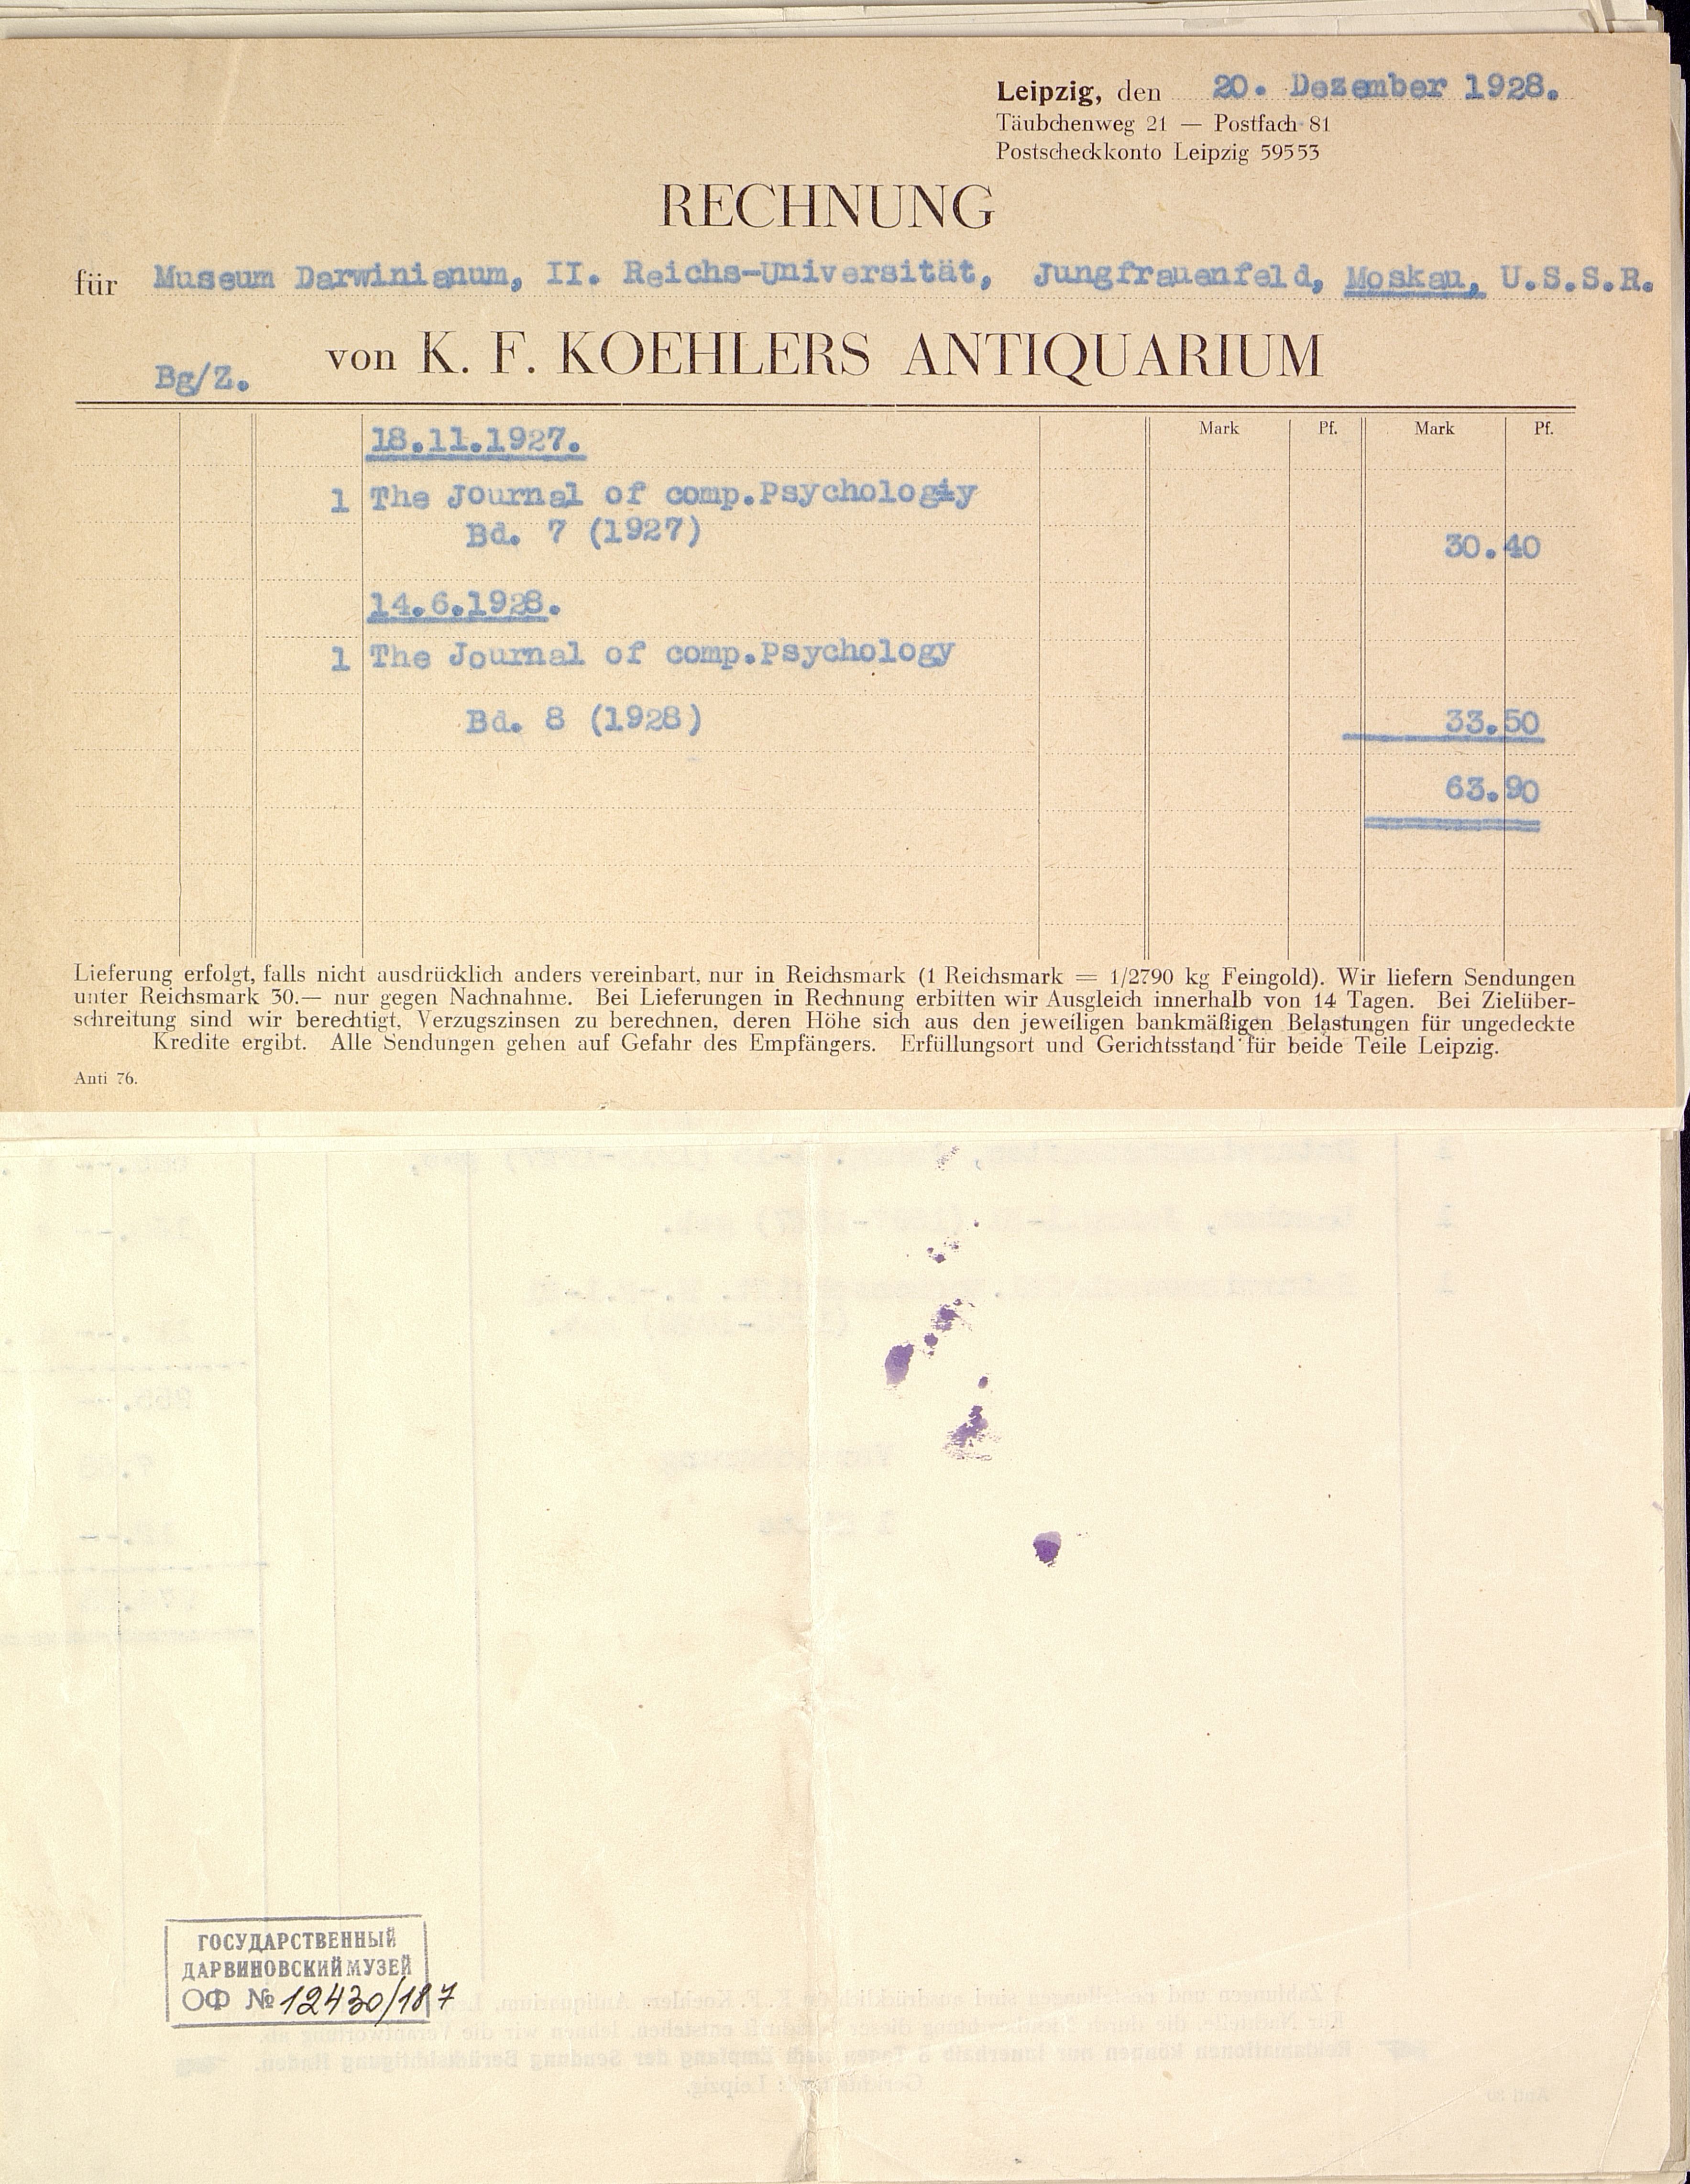 Leipzig, den 20. Dezember 1928.
Täubchenweg 21 — Postfach 81
Postscheckkonto Leipzig 59553
RECHNUNG
für Museum Darwinianum, II. Reichs-Universität, Jungfrauenfeld, Moskau, U.S.S.R.
von K. F. KOEHLERS ANTIQUARIUM
Bg/Z.
Mark Pf. Mark Pf.
18.11.1927.
1 The Journal of comp.Psychology
Bd. 7 (1927)
30.40
14.6.1928.
1 The Journal of comp.Psychology
Bd. 8 (1928) 33.50
63.90
Lieferung erfolgt, falls nicht ausdrücklich anders vereinbart, nur in Reichsmark (1 Reichsmark = 1/2790 kg Feingold). Wir liefern Sendungen
unter Reichsmark 30.— nur gegen Nachnahme. Bei Lieferungen in Rechnung erbitten wir Ausgleich innerhalb von 14 Tagen. Bei Zielüber-
schreitung sind wir berechtigt, Verzugszinsen zu berechnen, deren Höhe sich aus den jeweiligen bankmäßigen Belastungen für ungedeckte
Kredite ergibt. Alle Sendungen gehen auf Gefahr des Empfängers. Erfüllungsort und Gerichtsstand für beide Teile Leipzig.
Anti 76.
ГОСУДАРСТВЕННЫЙ
ДАРВИНОВСКИЙ МУЗЕЙ
ОФ № 12430/187